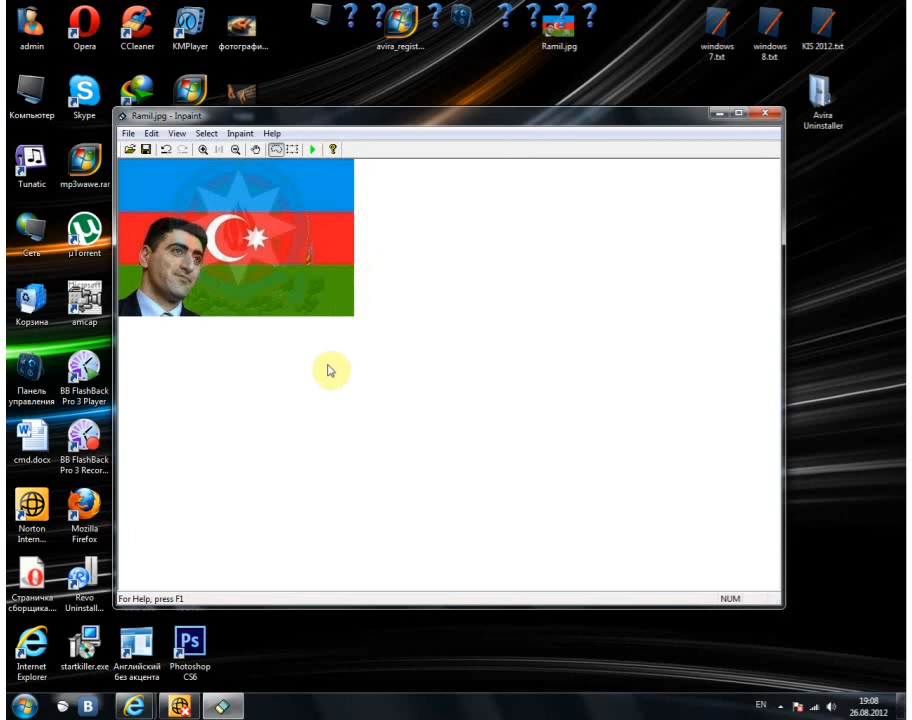 admin
Opera
CCleaner
KMPlayer
фотографи...
avira_regist...
Ramil.jpg
windows 7.txt
windows 8.txt
KIS 2012.txt
Компьютер
Skype
Avira Uninstaller
Ramil.jpg - Inpaint
File Edit View Select Inpaint Help
Tunatic
mp3wawe.rar
Сеть
µTorrent
Корзина
Microsoft
amcap
Панель управления
BB FlashBack Pro 3 Player
cmd.docx
BB FlashBack Pro 3 Recor...
Norton Intern...
Mozilla Firefox
Страничка сборщика....
Revo Uninstall...
For Help, press F1
NUM
Internet Explorer
startkiller.exe
Английский без акцента
Ps
Photoshop CS6
B
EN
19:08
26.08.2012